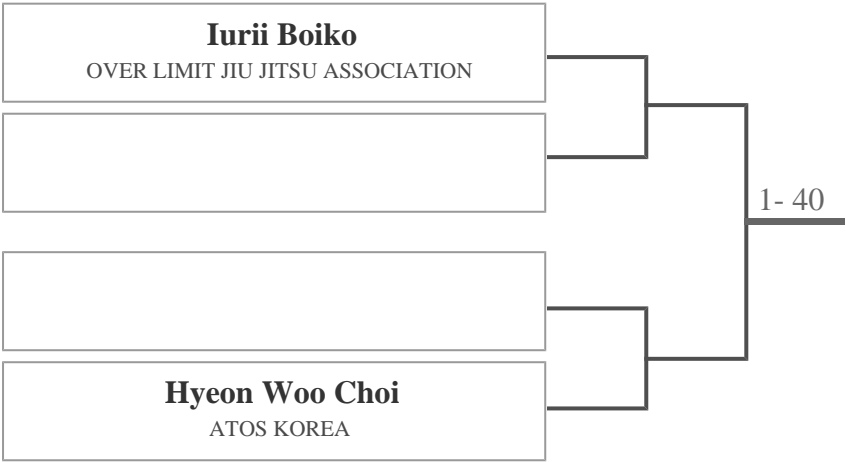 Iurii Boiko
OVER LIMIT JIU JITSU ASSOCIATION
1- 40
Hyeon Woo Choi
ATOS KOREA